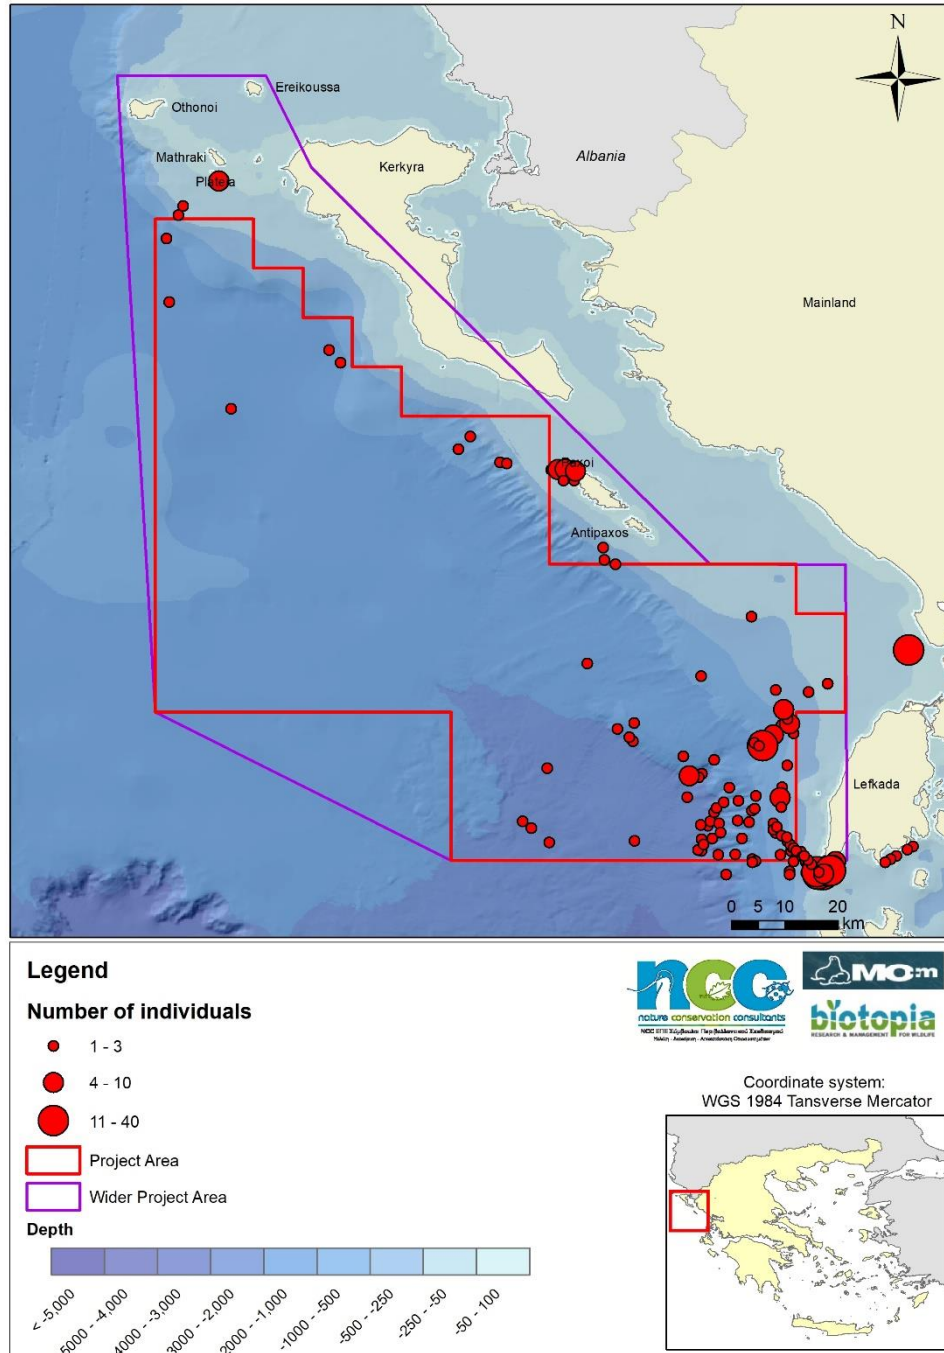 N
Ereikoussa
Othonoi
Mathraki
Plateia
Kerkyra
Albania
Mainland
Paxoi
Antipaxos
Lefkada
0 5 10 20
km
Legend
Number of individuals
1 - 3
4 - 10
11 - 40
Project Area
Wider Project Area
Depth
< -5,000
5000 - -4,000
4000 - -3,000
3000 - -2,000
2000 - -1,000
-1000 - -500
-500 - -250
-250 - -50
-50 - 100
ncc
nature conservation consultants
MOm
biotopia
RESEARCH & MANAGEMENT FOR WILDLIFE
Coordinate system:
WGS 1984 Tansverse Mercator